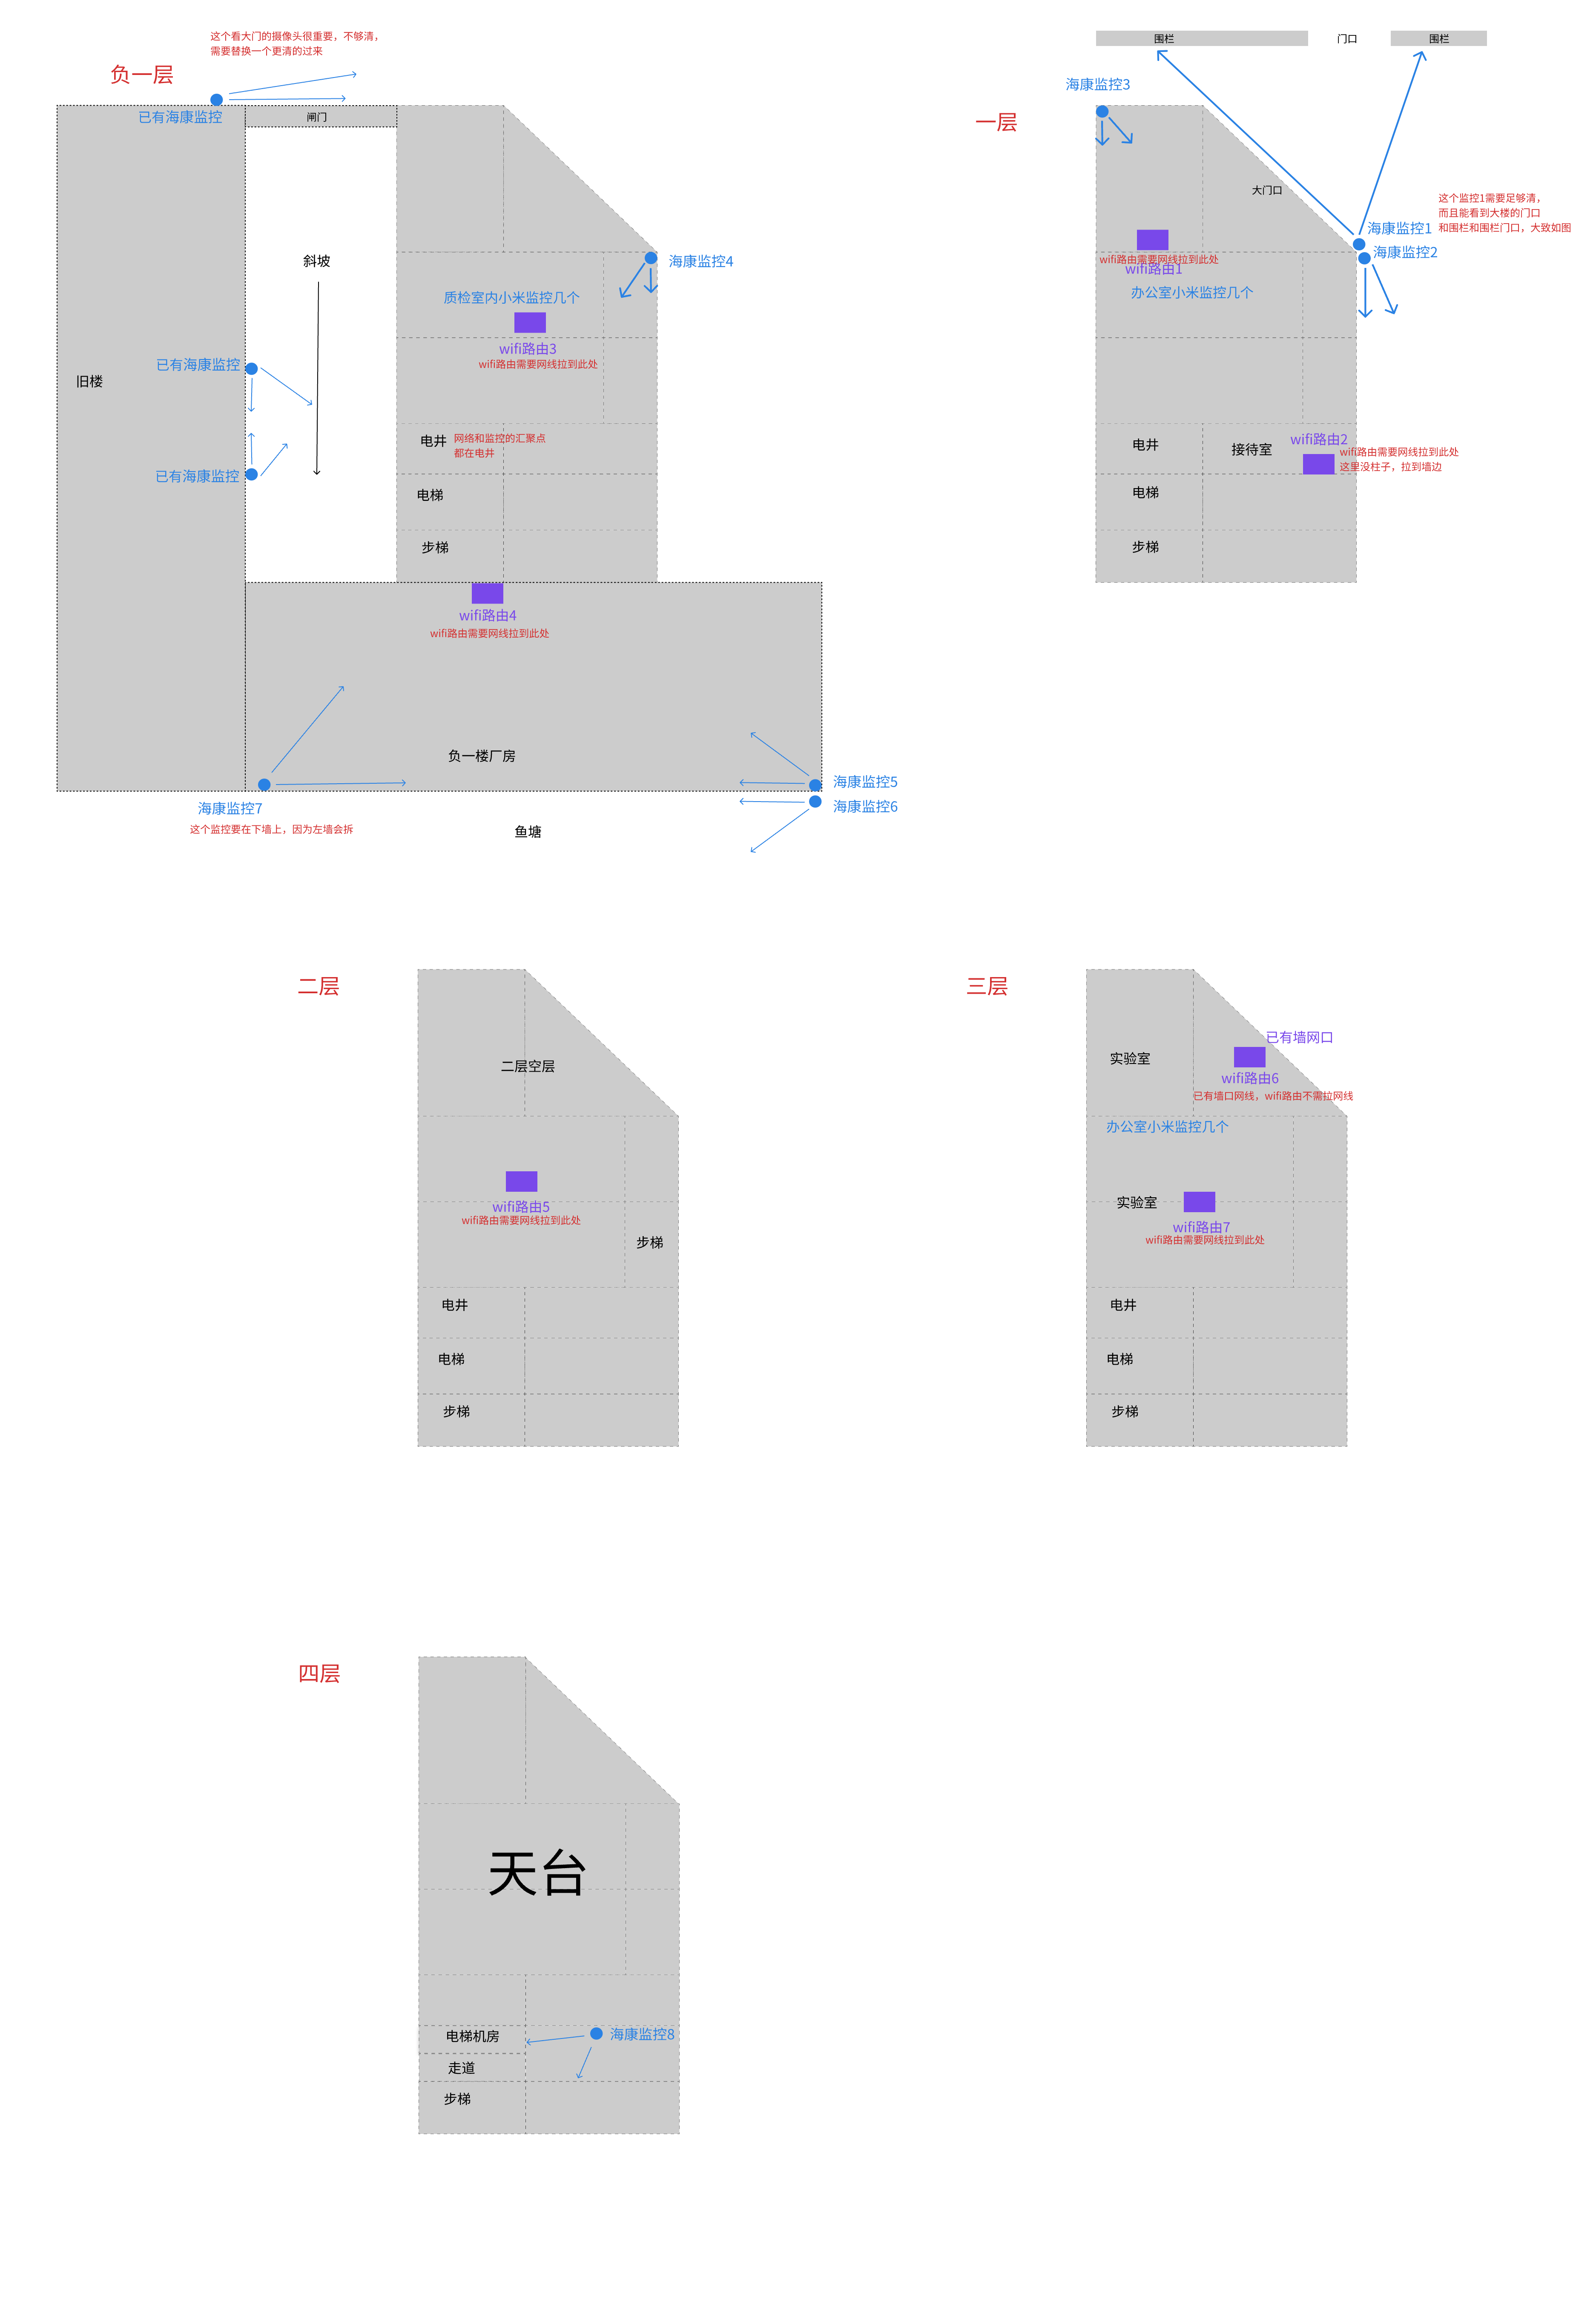 这个看大门的摄像头很重要，不够清，
需要替换一个更清的过来
负一层
已有海康监控
闸门
斜坡
海康监控4
质检室内小米监控几个
wifi路由3
wifi路由需要网线拉到此处
已有海康监控
旧楼
电井
网络和监控的汇聚点
都在电井
已有海康监控
电梯
步梯
wifi路由4
wifi路由需要网线拉到此处
负一楼厂房
海康监控5
海康监控6
海康监控7
这个监控要在下墙上，因为左墙会拆
鱼塘
围栏
门口
围栏
海康监控3
一层
大门口
这个监控1需要足够清，
而且能看到大楼的门口
和围栏和围栏门口，大致如图
海康监控1
海康监控2
wifi路由需要网线拉到此处
wifi路由1
办公室小米监控几个
电井
接待室
wifi路由2
wifi路由需要网线拉到此处
这里没柱子，拉到墙边
电梯
步梯
二层
二层空层
wifi路由5
wifi路由需要网线拉到此处
步梯
电井
电梯
步梯
三层
已有墙网口
实验室
wifi路由6
已有墙口网线，wifi路由不需拉网线
办公室小米监控几个
实验室
wifi路由7
wifi路由需要网线拉到此处
电井
电梯
步梯
四层
天台
电梯机房
海康监控8
走道
步梯